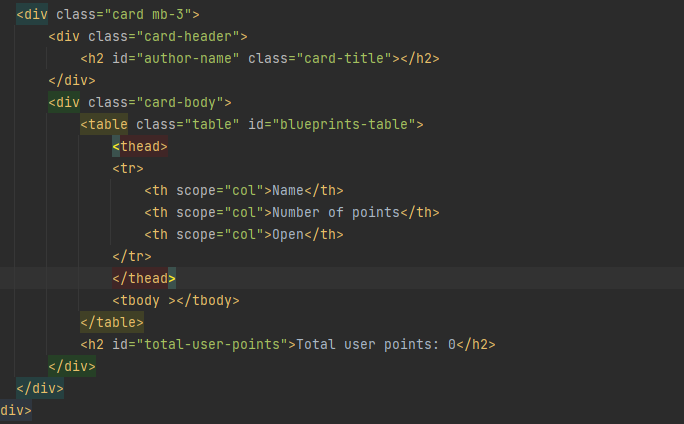 <div class="card mb-3">
<div class="card-header">
<h2 id="author-name" class="card-title"></h2>
</div>
<div class="card-body">
<table class="table" id="blueprints-table">
<thead>
<tr>
<th scope="col">Name</th>
<th scope="col">Number of points</th>
<th scope="col">Open</th>
</tr>
</thead>
<tbody ></tbody>
</table>
<h2 id="total-user-points">Total user points: 0</h2>
</div>
</div>
div>